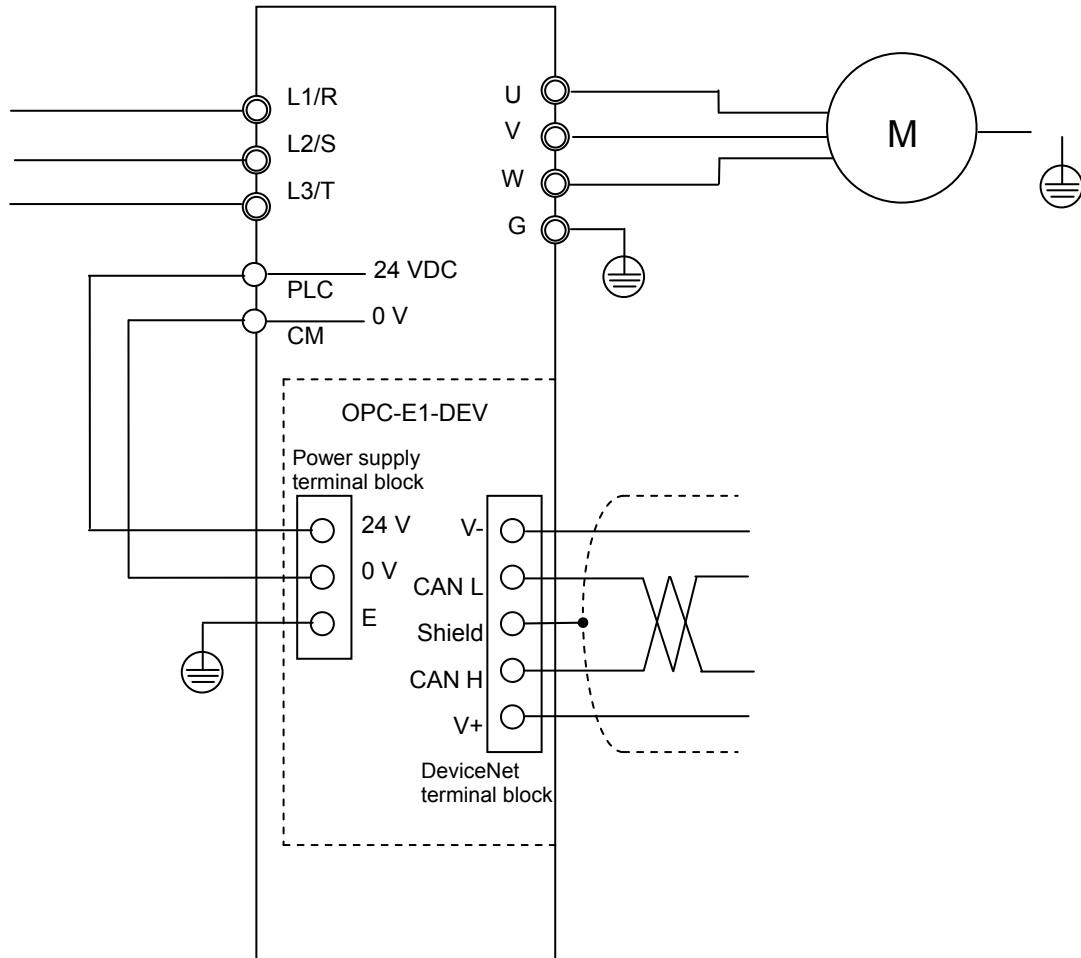 L1/R
L2/S
L3/T
U
V
W
G
M
24 VDC
PLC
0 V
CM
OPC-E1-DEV
Power supply
terminal block
24 V
0 V
E
V-
CAN L
Shield
CAN H
V+
DeviceNet
terminal block